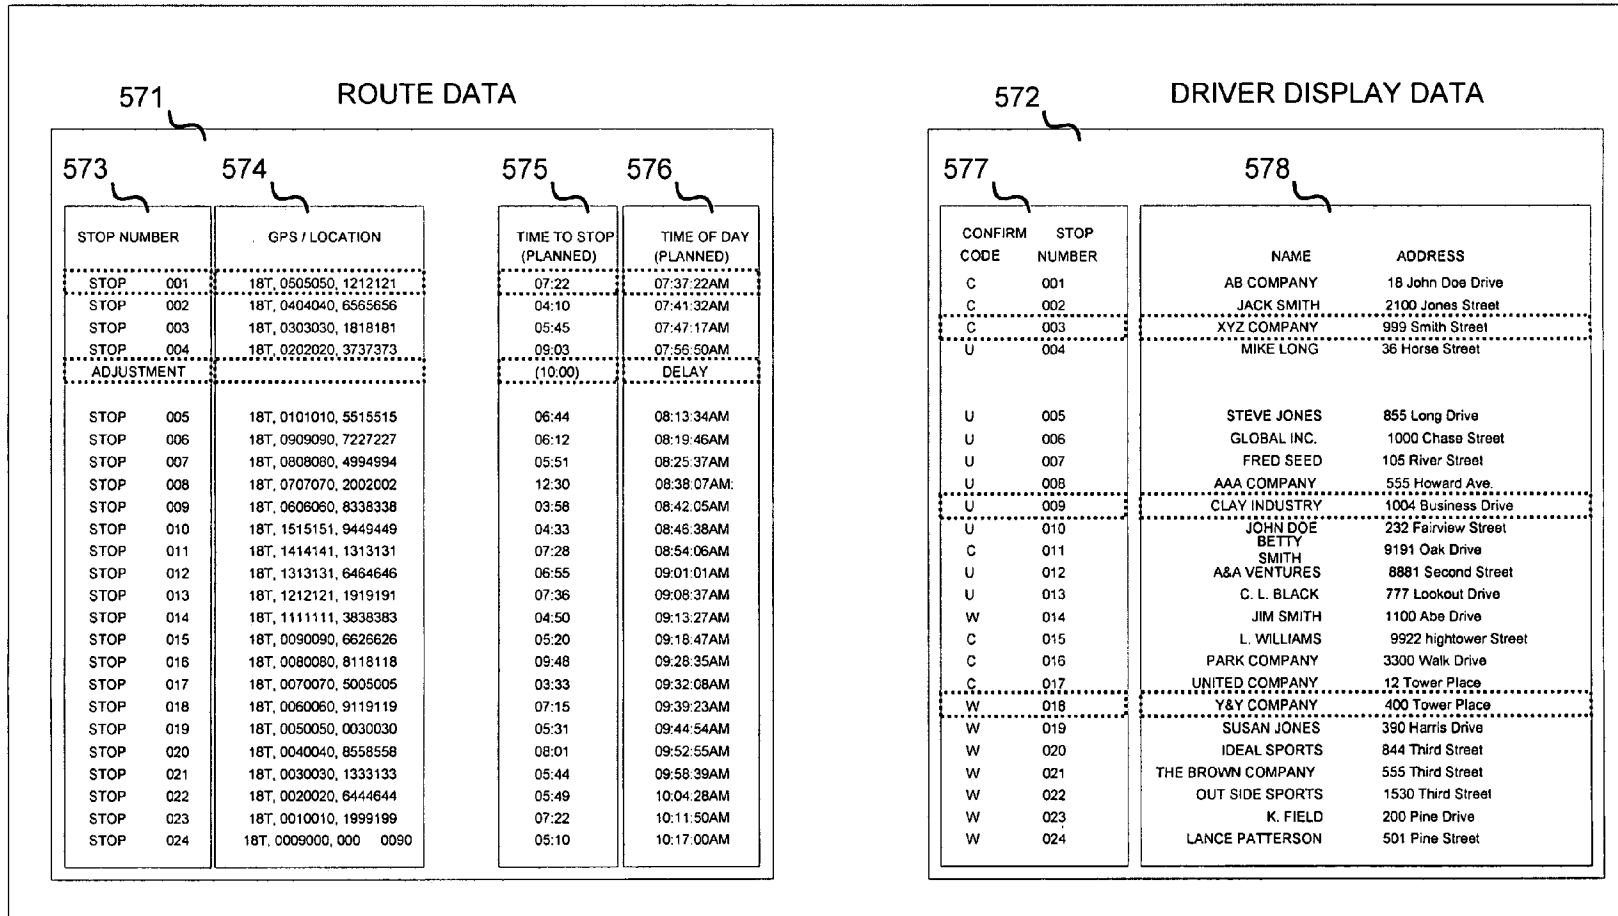 571 ROUTE DATA 572 DRIVER DISPLAY DATA
573 574 575 576 577 578
STOP NUMBER . GPS / LOCATION TIME TO STOP TIME OF DAY CONFIRM STOP
(PLANNED) (PLANNED) CODE NUMBER NAME ADDRESS
STOP 001 18T, 0505050, 1212121 07:22 07:37:22AM C 001 AB COMPANY 18 John Doe Drive
STOP 002 18T, 0404040, 6565656 04:10 07:41:32AM C 002 JACK SMITH 2100 Jones Street
STOP 003 18T, 0303030, 1818181 05:45 07:47:17AM C 003 XYZ COMPANY 999 Smith Street
STOP 004 18T, 0202020, 3737373 09:03 07:56:50AM U 004 MIKE LONG 36 Horse Street
ADJUSTMENT (10:00) DELAY
STOP 005 18T, 0101010, 5515515 06:44 08:13:34AM U 005 STEVE JONES 855 Long Drive
STOP 006 18T, 0909090, 7227227 06:12 08:19:46AM U 006 GLOBAL INC. 1000 Chase Street
STOP 007 18T, 0808080, 4994994 05:51 08:25:37AM U 007 FRED SEED 105 River Street
STOP 008 18T, 0707070, 2002002 12:30 08:38:07AM: U 008 AAA COMPANY 555 Howard Ave.
STOP 009 18T, 0606060, 8338338 03:58 08:42:05AM U 009 CLAY INDUSTRY 1004 Business Drive
STOP 010 18T, 1515151, 9449449 04:33 08:46:38AM U 010 JOHN DOE 232 Fairview Street
STOP 011 18T, 1414141, 1313131 07:28 08:54:06AM C 011 BETTY SMITH 9191 Oak Drive
STOP 012 18T, 1313131, 6464646 06:55 09:01:01AM U 012 A&A VENTURES 8881 Second Street
STOP 013 18T, 1212121, 1919191 07:36 09:08:37AM U 013 C. L. BLACK 777 Lookout Drive
STOP 014 18T, 1111111, 3838383 04:50 09:13:27AM W 014 JIM SMITH 1100 Abe Drive
STOP 015 18T, 0090090, 6626626 05:20 09:18:47AM C 015 L. WILLIAMS 9922 hightower Street
STOP 016 18T, 0080080, 8118118 09:48 09:28:35AM C 016 PARK COMPANY 3300 Walk Drive
STOP 017 18T, 0070070, 5005005 03:33 09:32:08AM C 017 UNITED COMPANY 12 Tower Place
STOP 018 18T, 0060060, 9119119 07:15 09:39:23AM W 018 Y&Y COMPANY 400 Tower Place
STOP 019 18T, 0050050, 0030030 05:31 09:44:54AM W 019 SUSAN JONES 390 Harris Drive
STOP 020 18T, 0040040, 8558558 08:01 09:52:55AM W 020 IDEAL SPORTS 844 Third Street
STOP 021 18T, 0030030, 1333133 05:44 09:58:39AM W 021 THE BROWN COMPANY 555 Third Street
STOP 022 18T, 0020020, 6444644 05:49 10:04:28AM W 022 OUT SIDE SPORTS 1530 Third Street
STOP 023 18T, 0010010, 1999199 07:22 10:11:50AM W 023 K. FIELD 200 Pine Drive
STOP 024 18T, 0009000, 000 0090 05:10 10:17:00AM W 024 LANCE PATTERSON 501 Pine Street